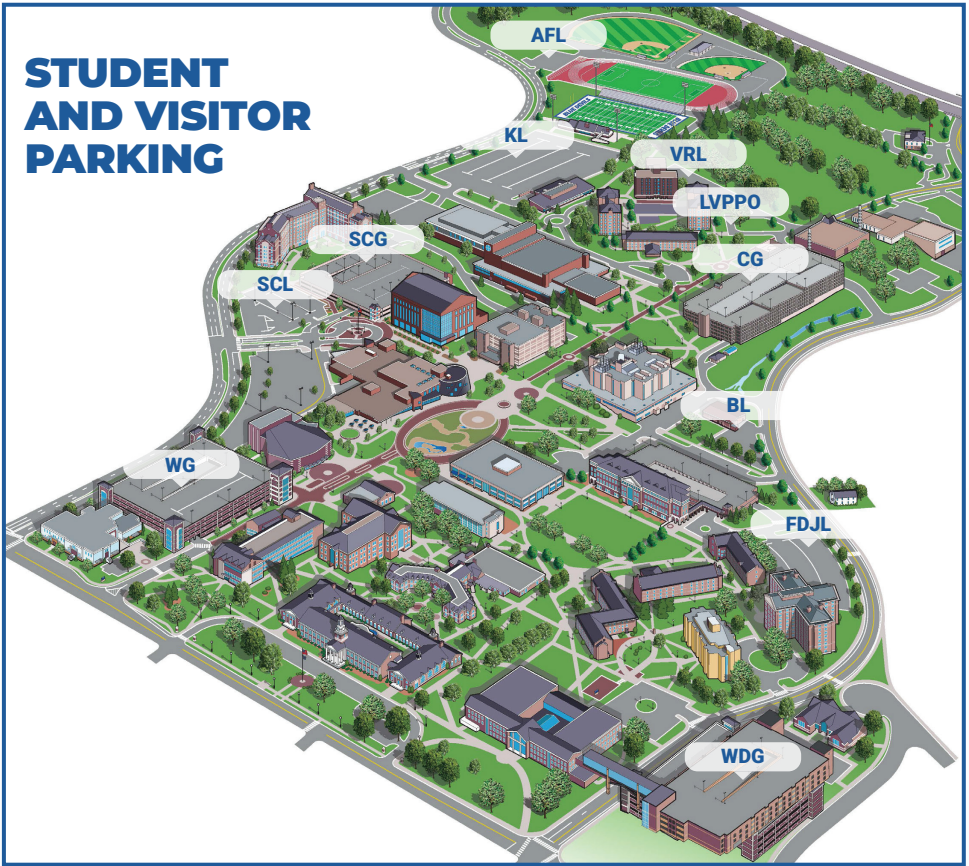 STUDENT
AND VISITOR
PARKING
AFL
KL
VRL
LVPPO
SCG
CG
SCL
BL
WG
FDJL
WDG